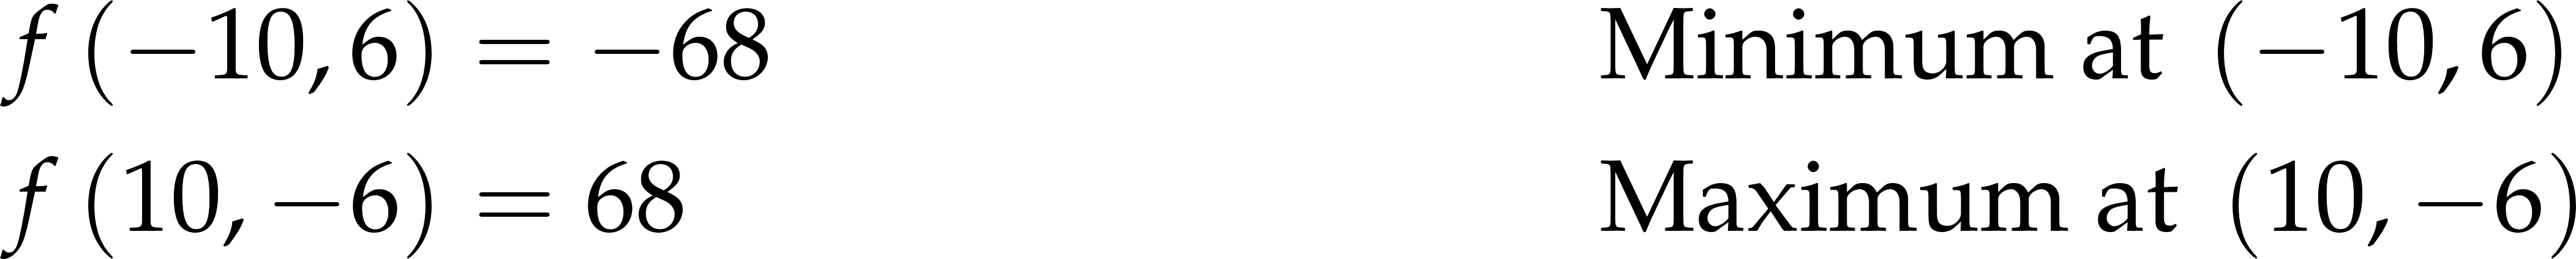 f (−10, 6) = −68 Minimum at (−10, 6)
f (10, −6) = 68 Maximum at (10, −6)